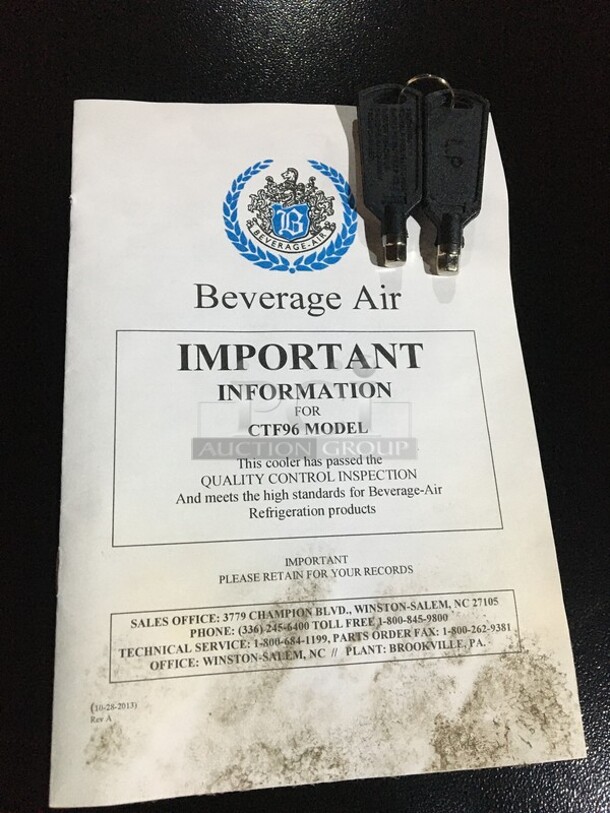 BEVERAGE-AIR
B
LP
Beverage Air
IMPORTANT
INFORMATION
FOR
CTF96 MODEL
PCI
AUCTION GROUP
This cooler has passed the
QUALITY CONTROL INSPECTION
And meets the high standards for Beverage-Air
Refrigeration products
IMPORTANT
PLEASE RETAIN FOR YOUR RECORDS
SALES OFFICE: 3779 CHAMPION BLVD., WINSTON-SALEM, NC 27105
PHONE: (336) 245-6400 TOLL FREE 1-800-845-9800
TECHNICAL SERVICE: 1-800-684-1199, PARTS ORDER FAX: 1-800-262-9381
OFFICE: WINSTON-SALEM, NC // PLANT: BROOKVILLE, PA.
(10-28-2013)
Rev A